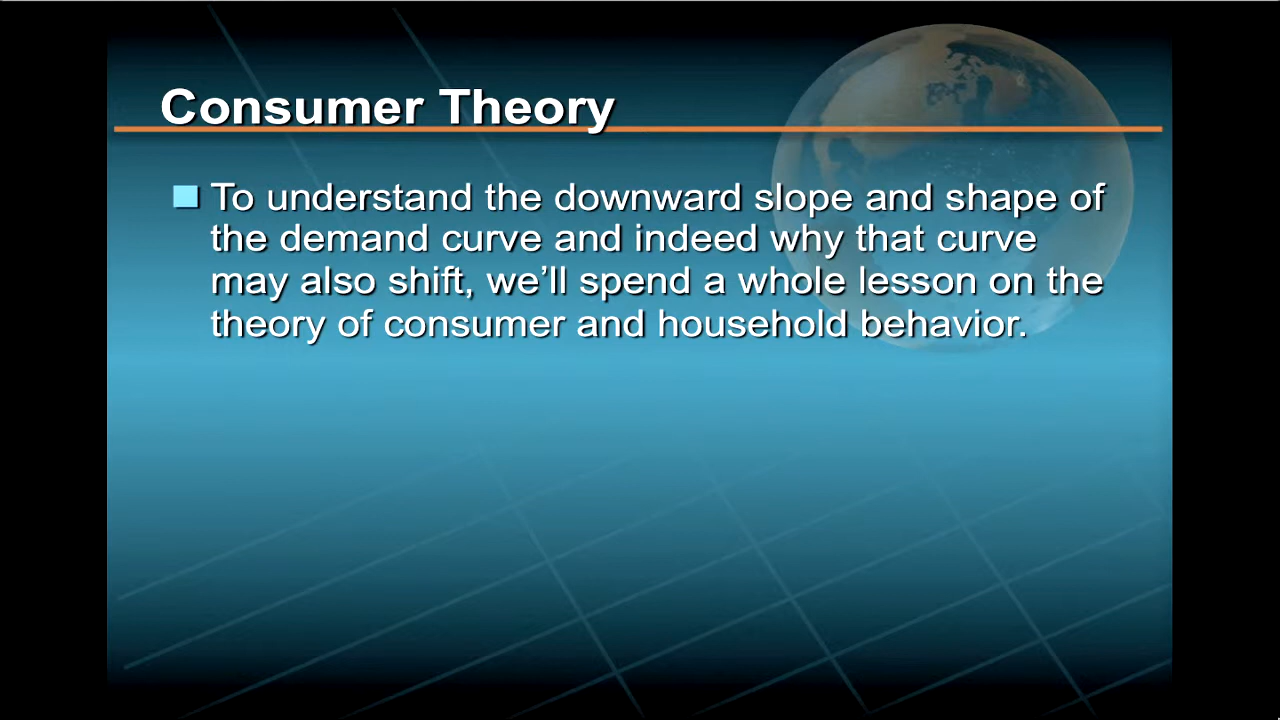 Consumer Theory
To understand the downward slope and shape of
the demand curve and indeed why that curve
may also shift, we’ll spend a whole lesson on the
theory of consumer and household behavior.